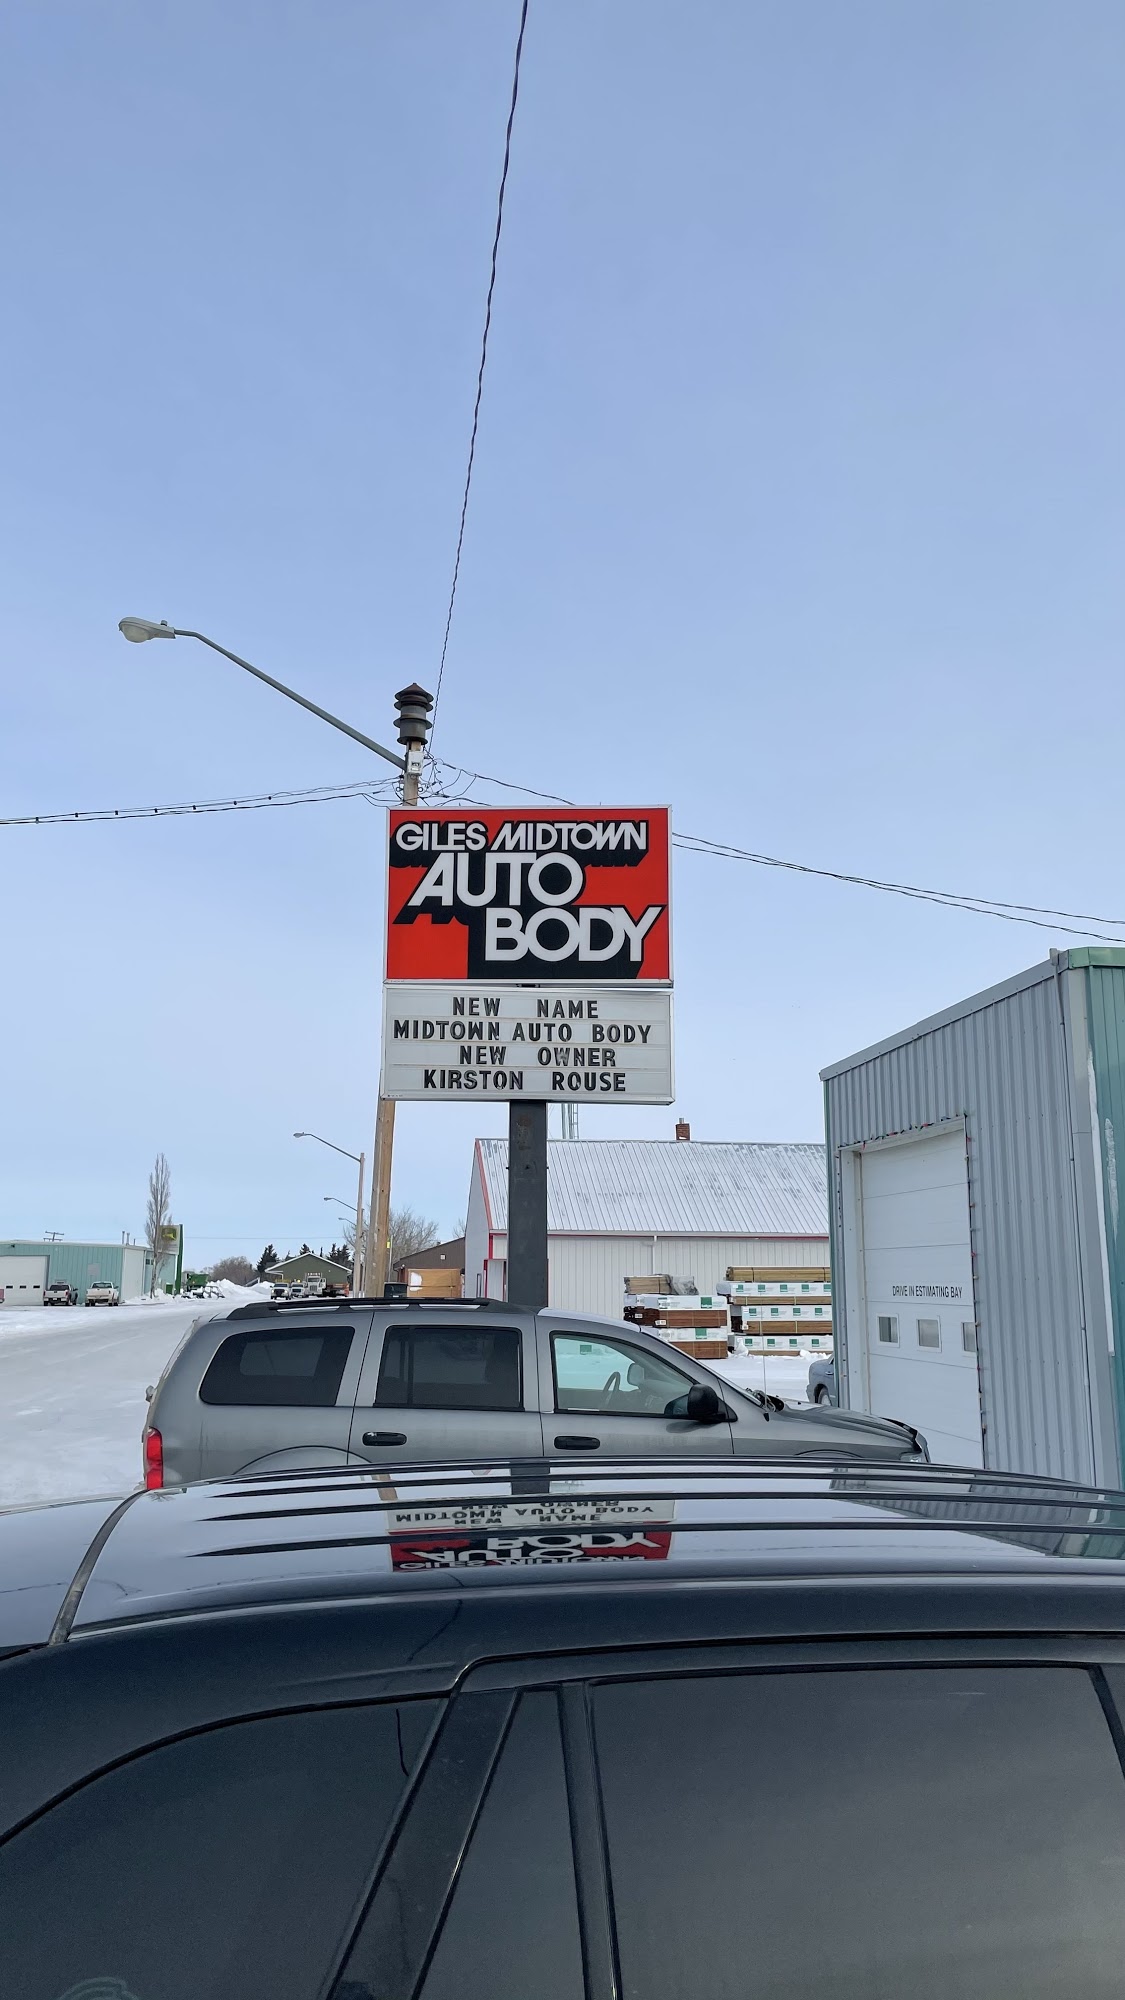 GILES MIDTOWN
AUTO
BODY
NEW NAME
MIDTOWN AUTO BODY
NEW OWNER
KIRSTON ROUSE
DRIVE IN ESTIMATING BAY